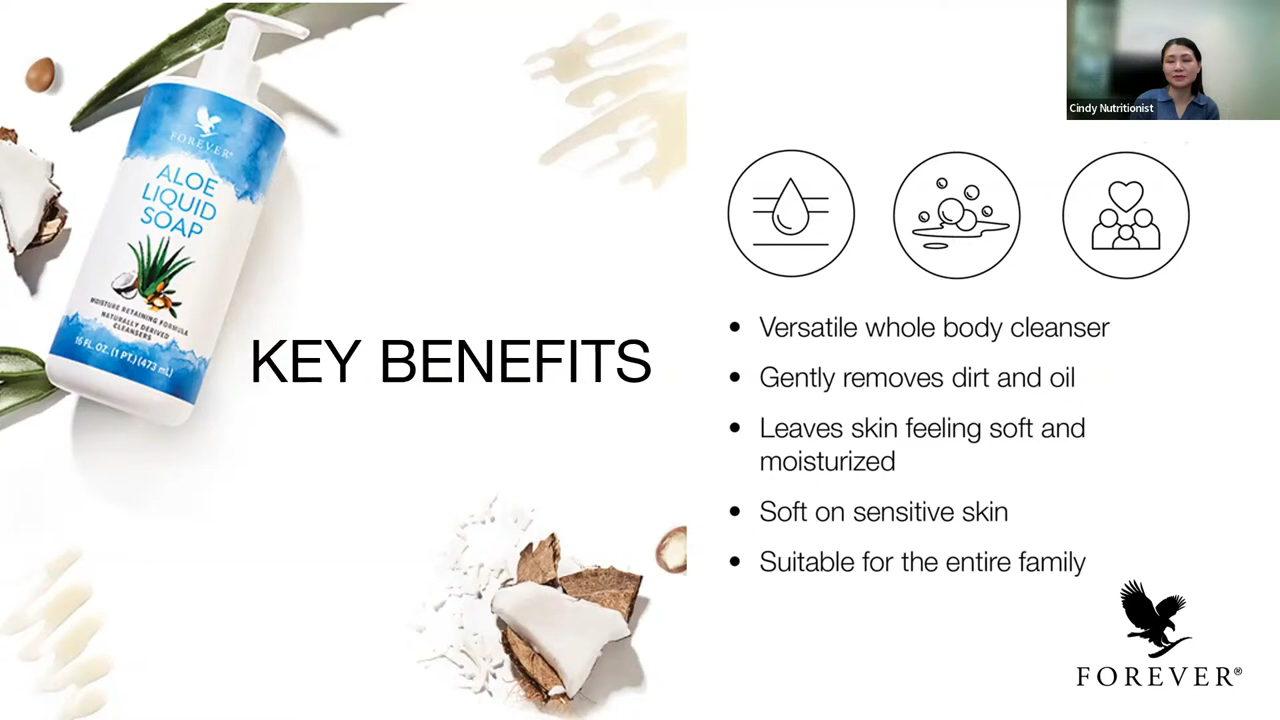 FOREVER®
ALOE
LIQUID
SOAP
MOISTURE RETAINING FORMULA
NATURALLY DERIVED
CLEANSERS
16 FL. OZ. (1 PT.) (473 mL)
KEY BENEFITS
Cindy Nutritionist
• Versatile whole body cleanser
• Gently removes dirt and oil
• Leaves skin feeling soft and
moisturized
• Soft on sensitive skin
• Suitable for the entire family
FOREVER®